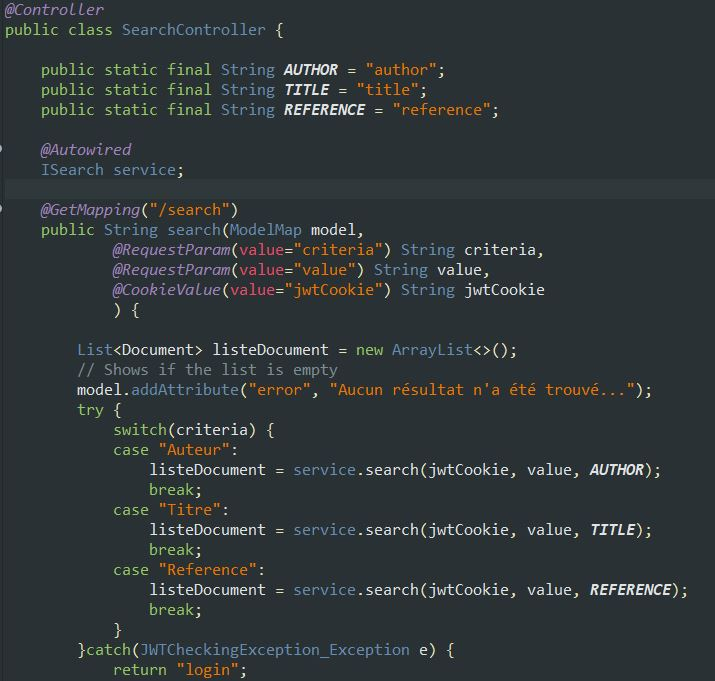 @Controller
public class SearchController {
public static final String AUTHOR = "author";
public static final String TITLE = "title";
public static final String REFERENCE = "reference";
@Autowired
ISearch service;
@GetMapping("/search")
public String search(ModelMap model,
@RequestParam(value="criteria") String criteria,
@RequestParam(value="value") String value,
@CookieValue(value="jwtCookie") String jwtCookie
) {
List<Document> listeDocument = new ArrayList<>();
// Shows if the list is empty
model.addAttribute("error", "Aucun résultat n'a été trouvé...");
try {
switch(criteria) {
case "Auteur":
listeDocument = service.search(jwtCookie, value, AUTHOR);
break;
case "Titre":
listeDocument = service.search(jwtCookie, value, TITLE);
break;
case "Reference":
listeDocument = service.search(jwtCookie, value, REFERENCE);
break;
}
}catch(JWTCheckingException_Exception e) {
return "login";